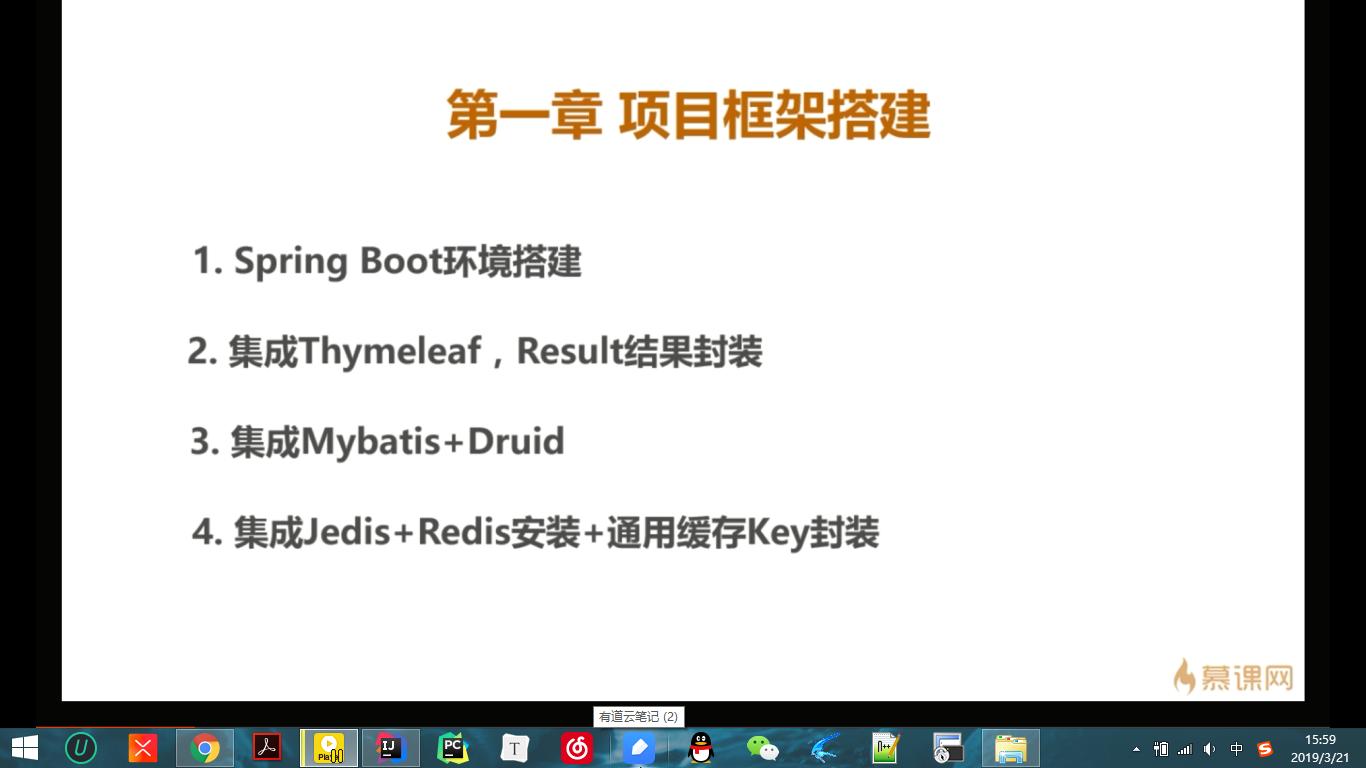 第一章 项目框架搭建
1. Spring Boot环境搭建
2. 集成Thymeleaf，Result结果封装
3. 集成Mybatis+Druid
4. 集成Jedis+Redis安装+通用缓存Key封装
慕课网
有道云笔记 (2)
U
Play
IJ
PC
T
n++
中
S
15:59
2019/3/21